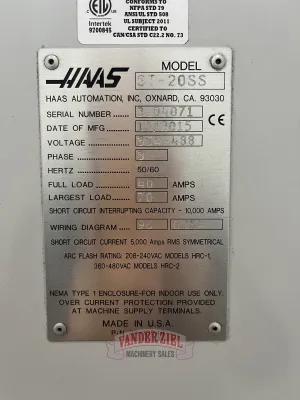 CONFORMS TO
NFPA STD 79
ANSI UL STD 508
UL SUBJECT 2011
CERTIFIED TO
CAN/CSA STD C22.2 NO. 73
Intertek
9700845
HAAS
MODEL
ST-20SS
HAAS AUTOMATION, INC, OXNARD, CA. 93030
SERIAL NUMBER
DATE OF MFG
VOLTAGE
PHASE 3
HERTZ 50/60
FULL LOAD 40 AMPS
LARGEST LOAD AMPS
SHORT CIRCUIT INTERRUPTING CAPACITY - 10,000 AMPS
WIRING DIAGRAM
SHORT CIRCUIT CURRENT 5,000 Amps RMS SYMMETRICAL
ARC FLASH RATING: 208-240VAC MODELS HRC-1,
380-480VAC MODELS HRC-2
NEMA TYPE 1 ENCLOSURE-FOR INDOOR USE ONLY.
OVER CURRENT PROTECTION PROVIDED
AT MACHINE SUPPLY TERMINALS.
MADE IN U.S.A.
VANDER ZIEL
MACHINERY SALES